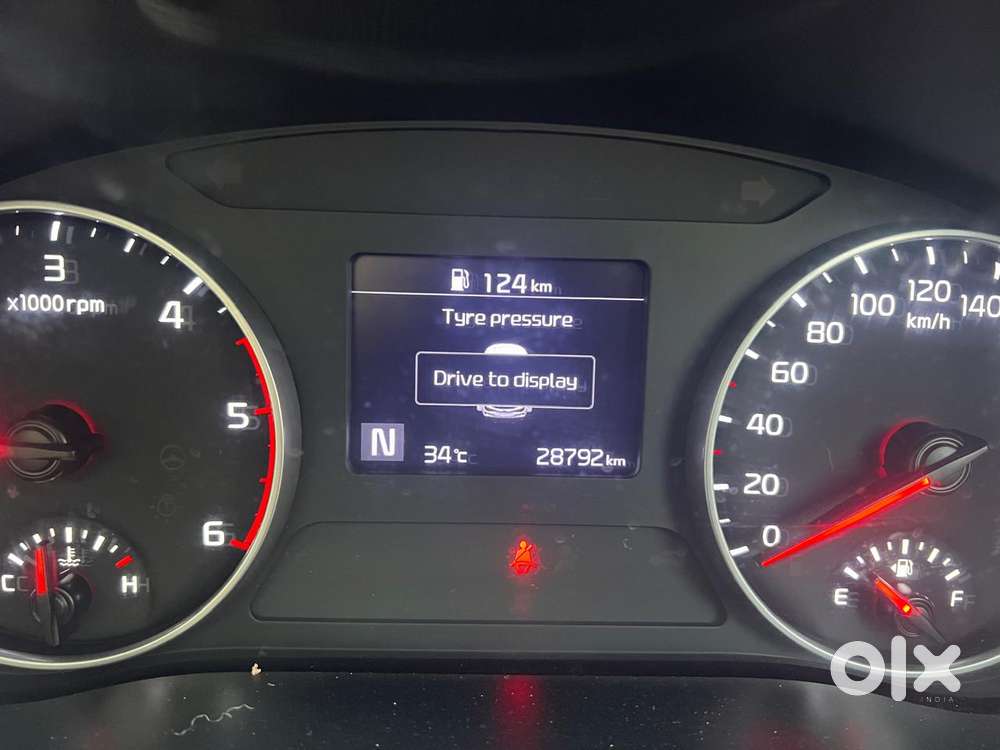 124 km
Tyre pressure
Drive to display
N
34 °C
28792 km
3
4
5
6
x1000rpm
C
H
0
20
40
60
80
100
120
140
km/h
E
F
OLX
INDIA